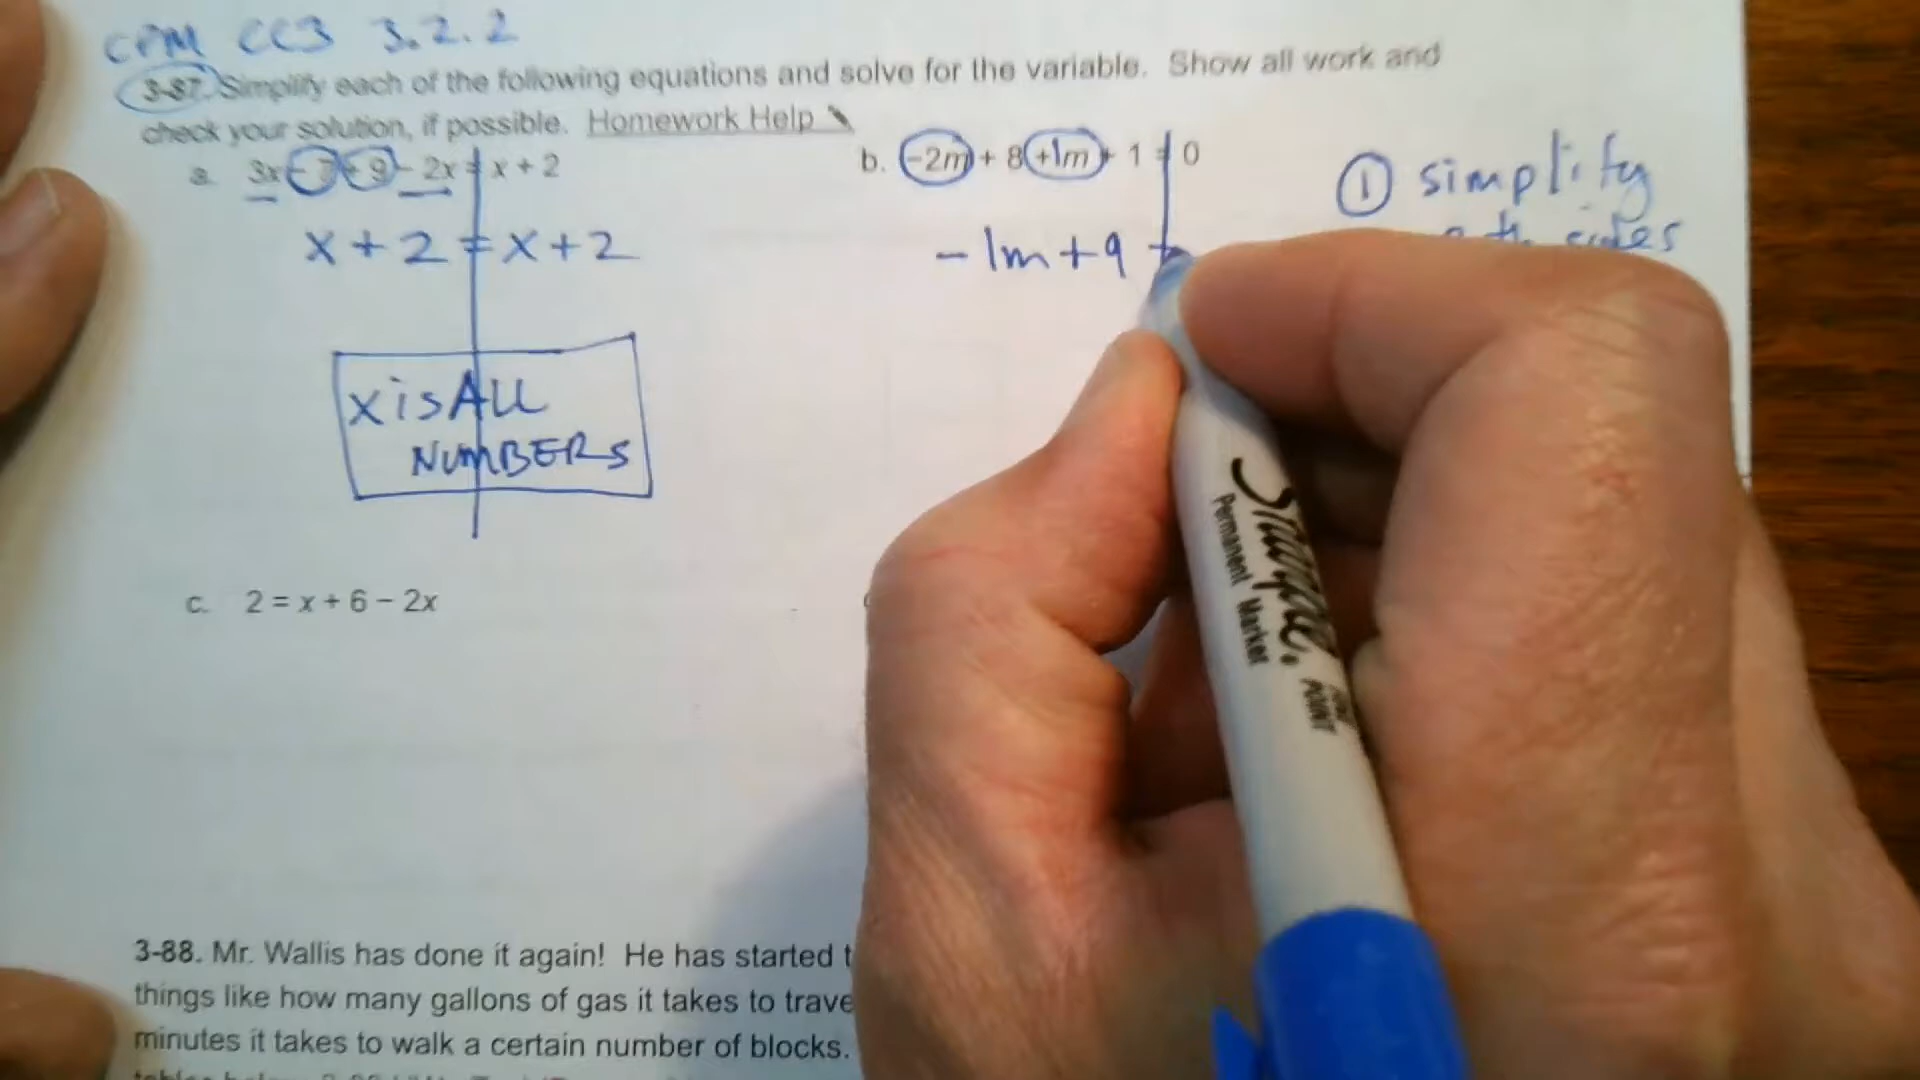 CPM CC3 3.2.2
3-87. Simplify each of the following equations and solve for the variable. Show all work and
check your solution, if possible. Homework Help
a. 3x - 7 + 9 - 2x = x + 2
x + 2 = x + 2
x is ALL
NUMBERS
b. -2m + 8 + 1m + 1 = 0
-1m + 9 =
① simplify
sides
c. 2 = x + 6 - 2x
3-88. Mr. Wallis has done it again! He has started t
things like how many gallons of gas it takes to trave
minutes it takes to walk a certain number of blocks.
Sharpie.
Permanent Marker
POINT